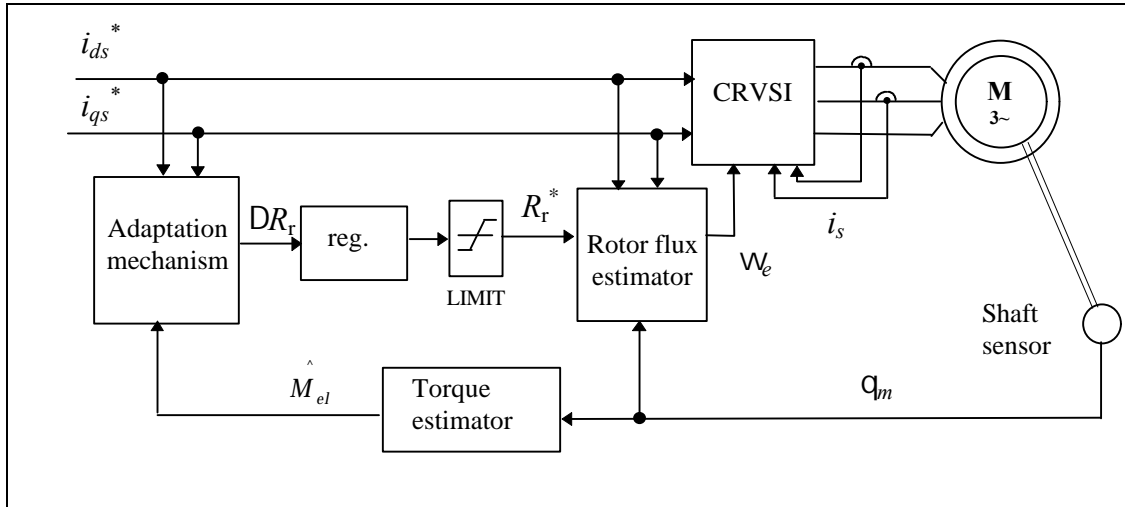 i_ds*
i_qs*
CRVSI
M
3~
Adaptation
mechanism
DR_r
reg.
LIMIT
R_r*
Rotor flux
estimator
W_e
i_s
Shaft
sensor
M̂_el
Torque
estimator
q_m